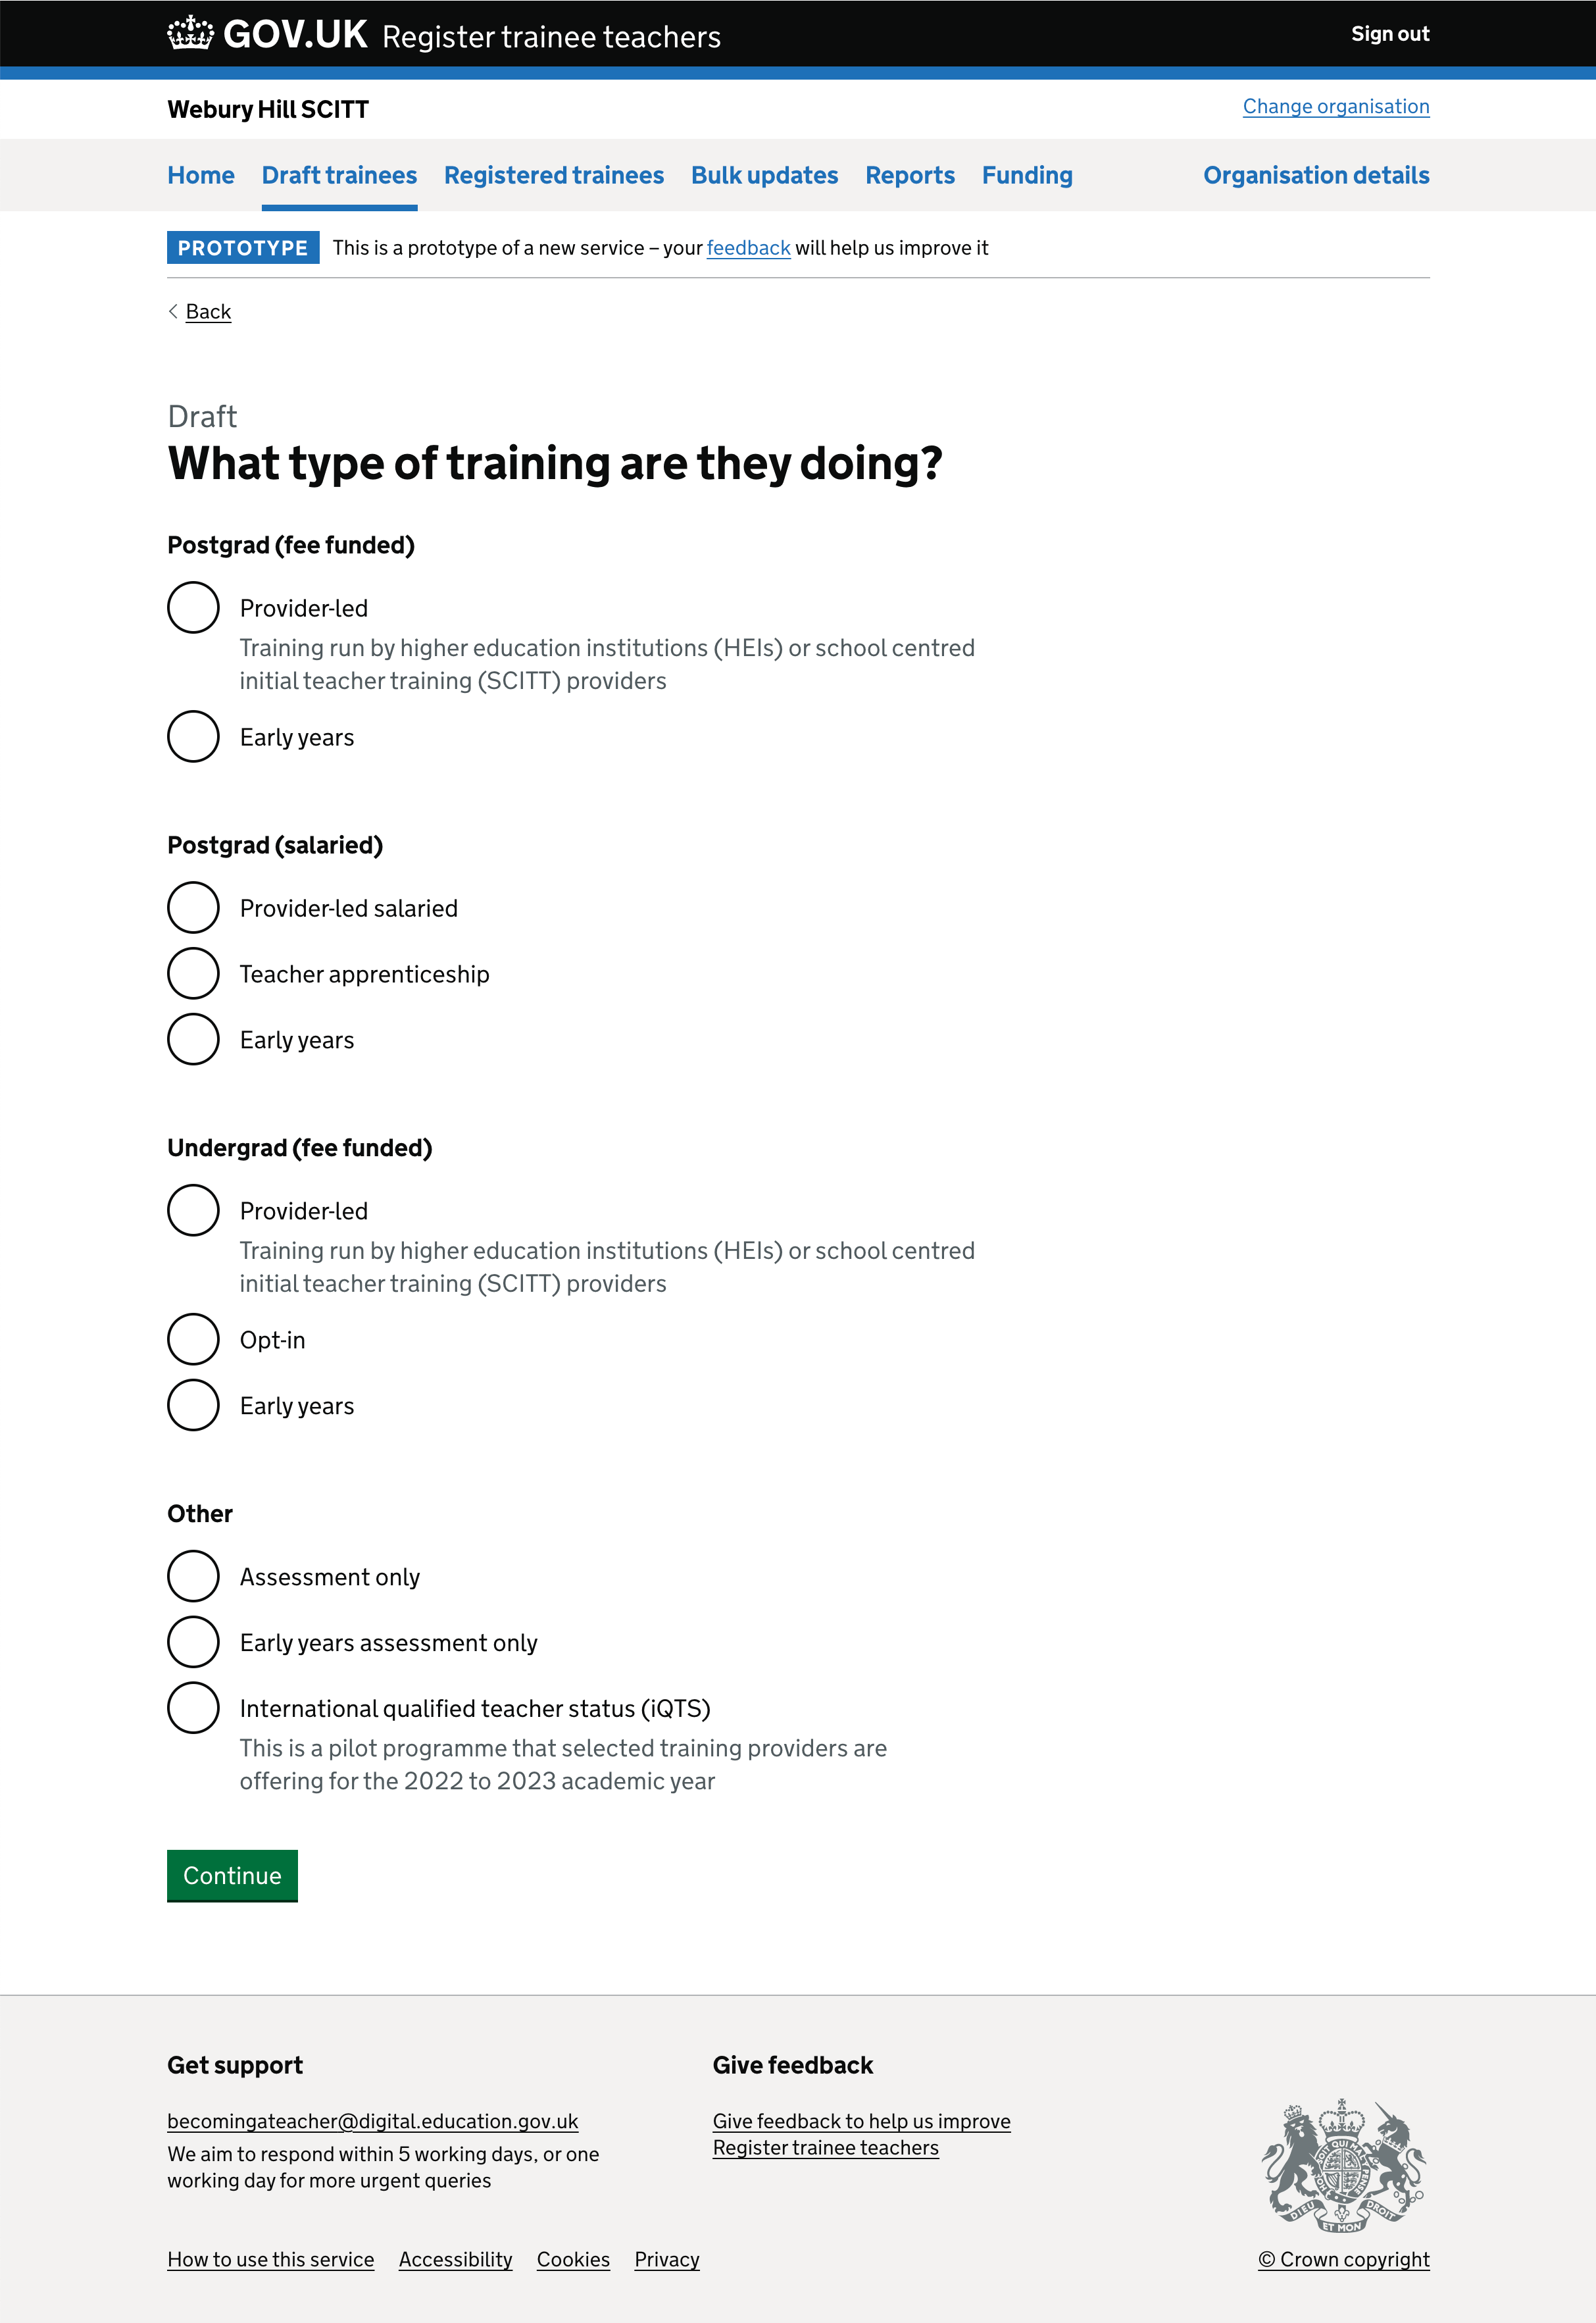 GOV.UK Register trainee teachers
Sign out
Webury Hill SCITT
Change organisation
Home Draft trainees Registered trainees Bulk updates Reports Funding Organisation details
PROTOTYPE This is a prototype of a new service – your feedback will help us improve it
Back
Draft
What type of training are they doing?
Postgrad (fee funded)
Provider-led
Training run by higher education institutions (HEIs) or school centred
initial teacher training (SCITT) providers
Early years
Postgrad (salaried)
Provider-led salaried
Teacher apprenticeship
Early years
Undergrad (fee funded)
Provider-led
Training run by higher education institutions (HEIs) or school centred
initial teacher training (SCITT) providers
Opt-in
Early years
Other
Assessment only
Early years assessment only
International qualified teacher status (iQTS)
This is a pilot programme that selected training providers are
offering for the 2022 to 2023 academic year
Continue
Get support
becomingateacher@digital.education.gov.uk
We aim to respond within 5 working days, or one
working day for more urgent queries
Give feedback
Give feedback to help us improve
Register trainee teachers
DIEU ET MON DROIT
How to use this service Accessibility Cookies Privacy
© Crown copyright